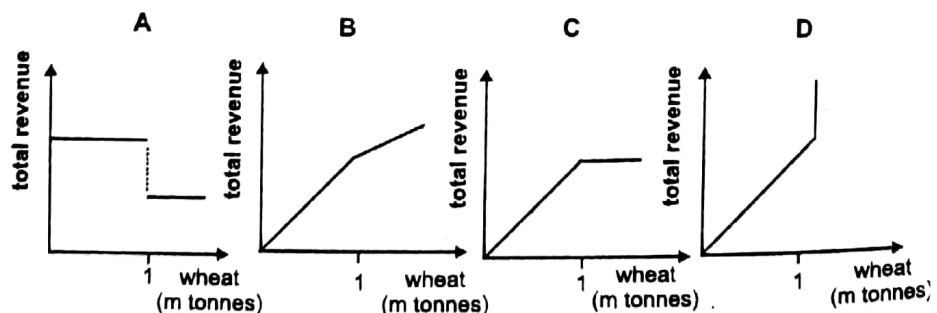 A
B
C
D
total revenue
total revenue
total revenue
total revenue
1
wheat
(m tonnes)
1
wheat
(m tonnes)
1
wheat
(m tonnes)
1
wheat
(m tonnes)